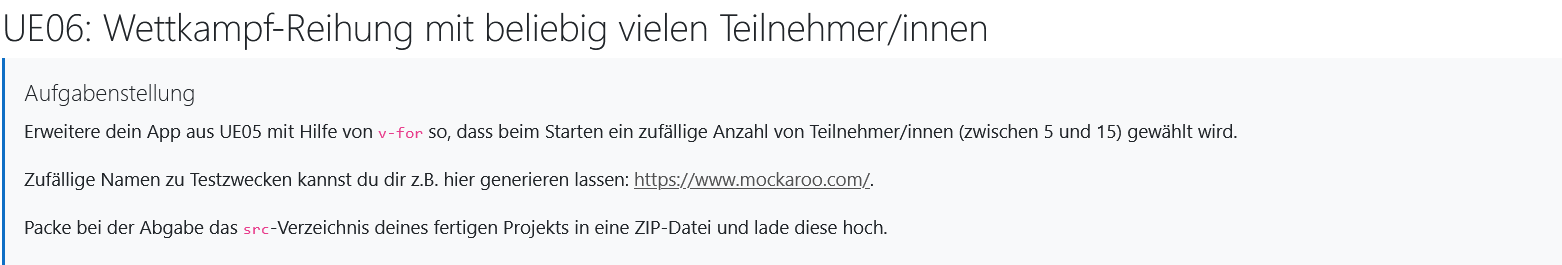 UE06: Wettkampf-Reihung mit beliebig vielen Teilnehmer/innen
Aufgabenstellung
Erweitere dein App aus UE05 mit Hilfe von v-for so, dass beim Starten ein zufällige Anzahl von Teilnehmer/innen (zwischen 5 und 15) gewählt wird.
Zufällige Namen zu Testzwecken kannst du dir z.B. hier generieren lassen: https://www.mockaroo.com/.
Packe bei der Abgabe das src-Verzeichnis deines fertigen Projekts in eine ZIP-Datei und lade diese hoch.